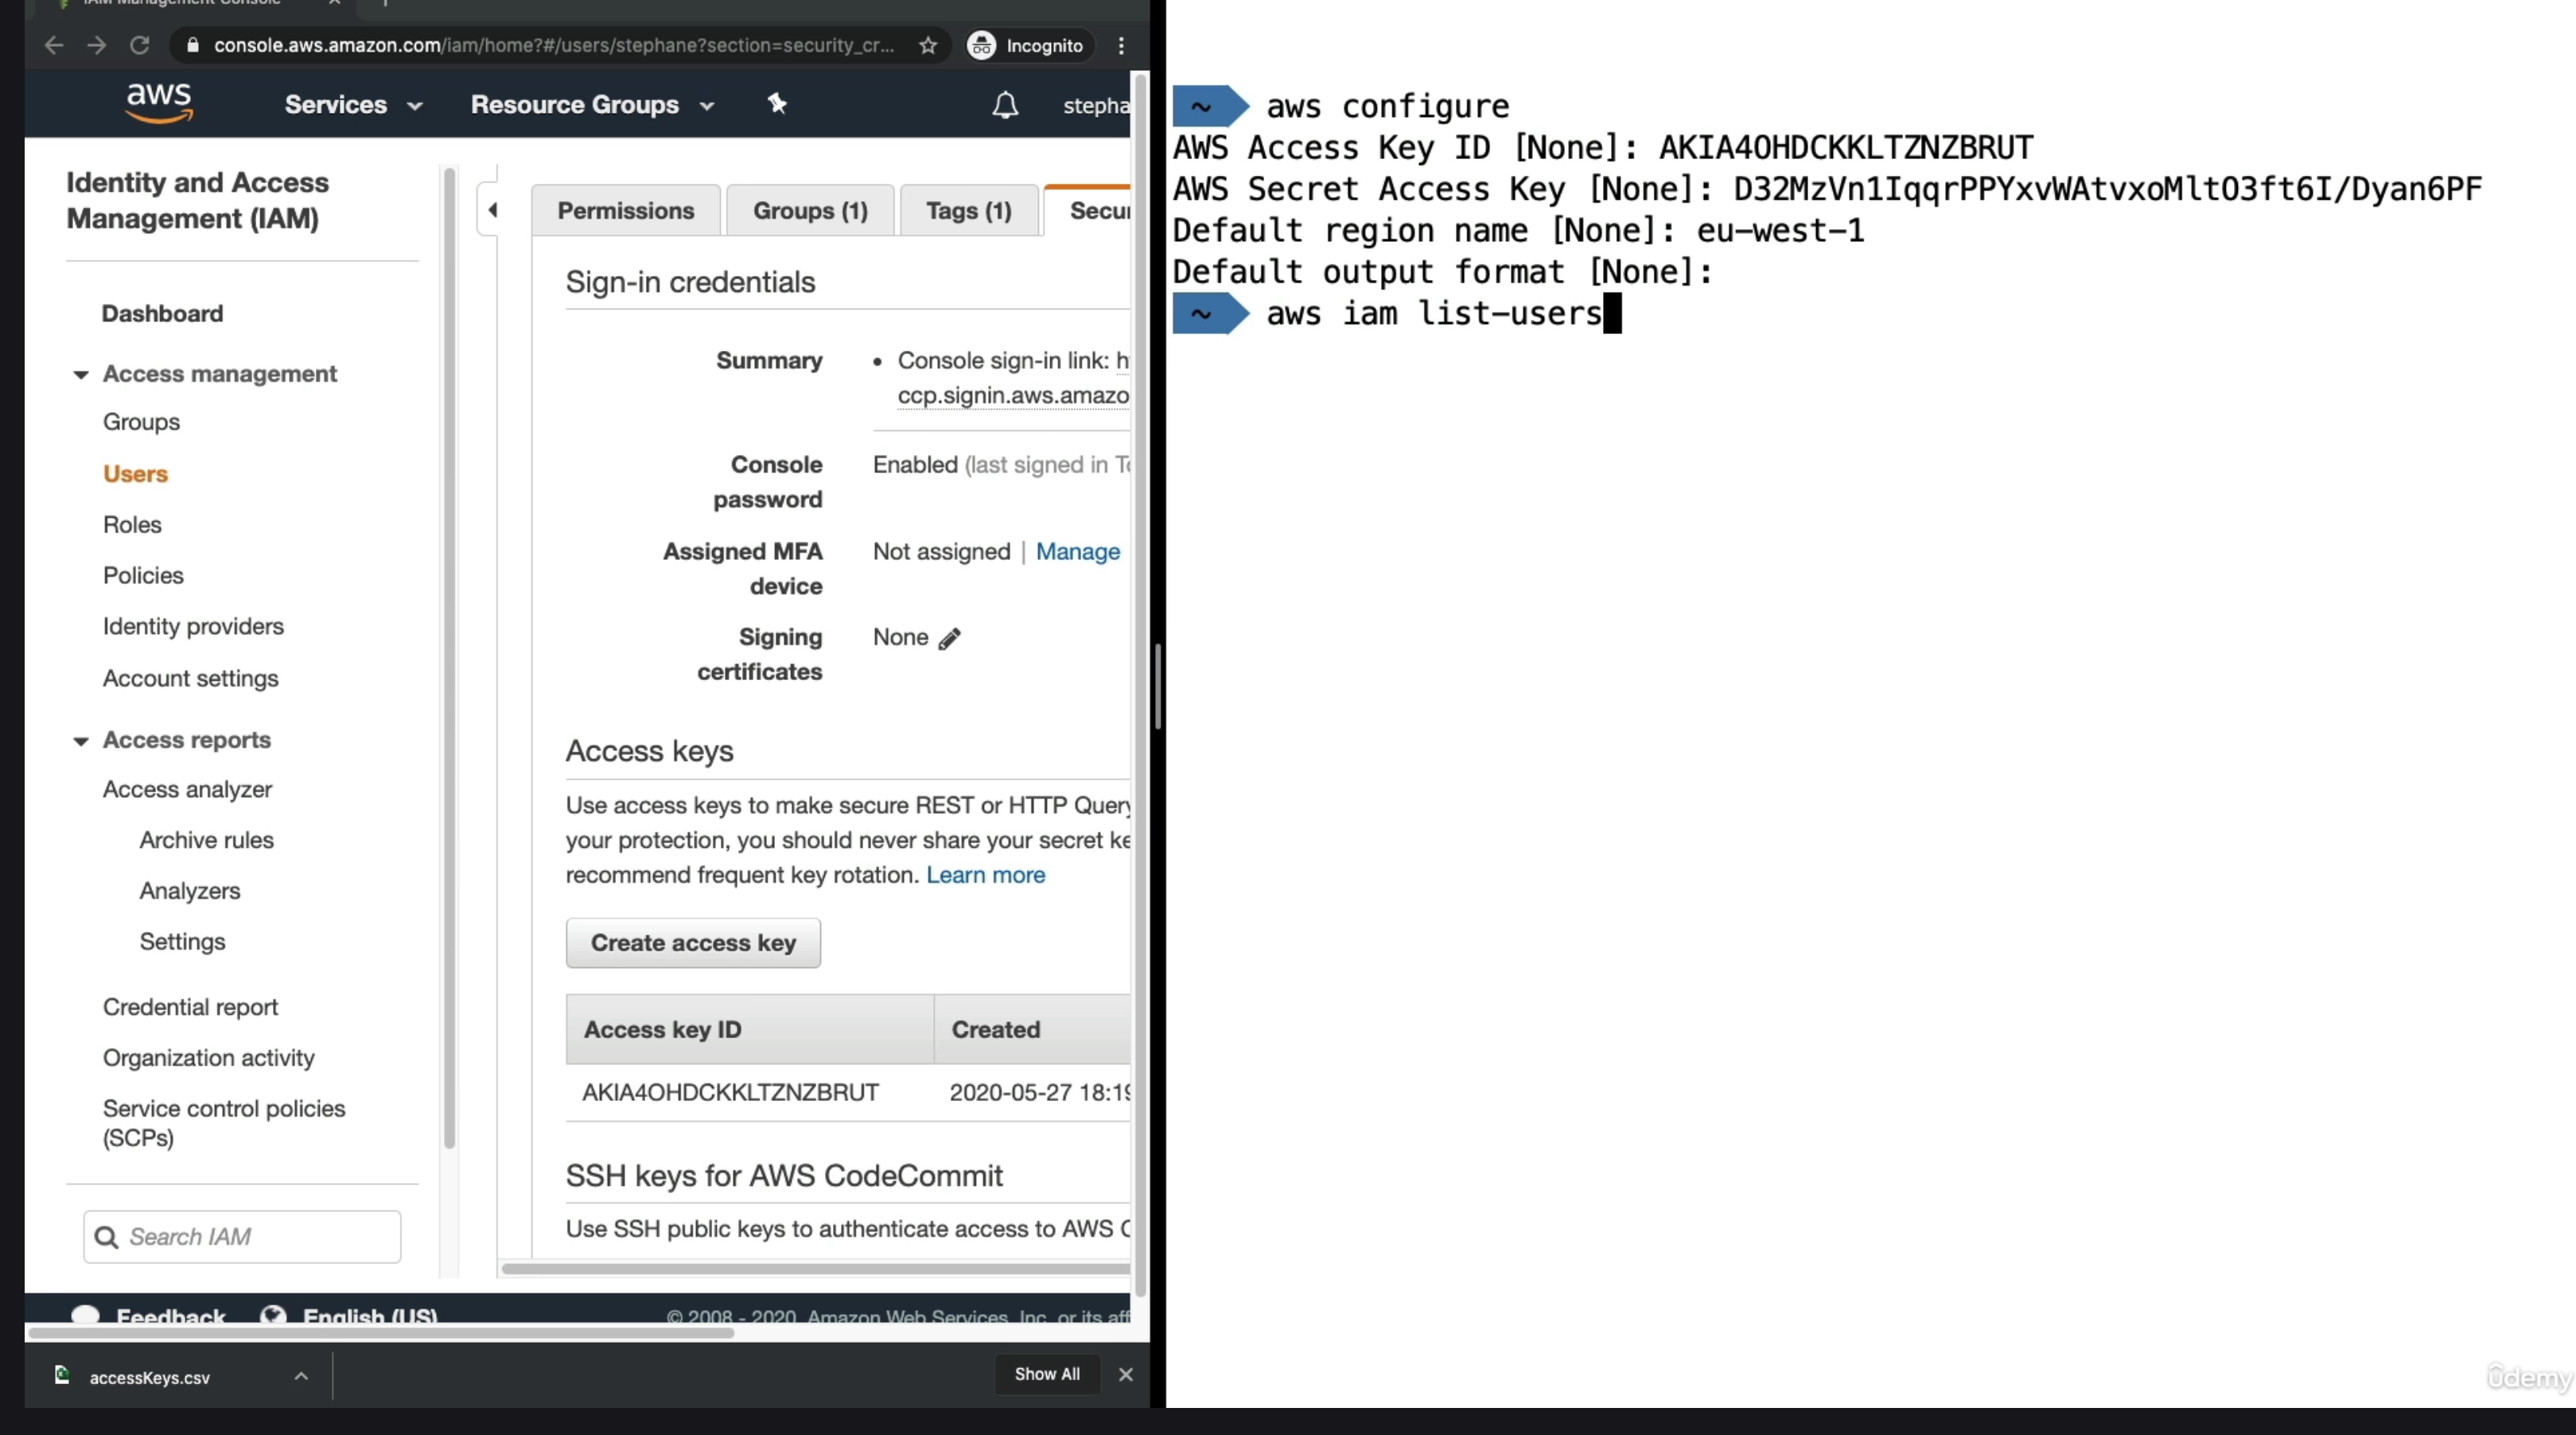 IAM Management Console
console.aws.amazon.com/iam/home?#/users/stephane?section=security_cr...
Incognito
aws
Services
Resource Groups
stepha
Identity and Access
Management (IAM)
Dashboard
Access management
Groups
Users
Roles
Policies
Identity providers
Account settings
Access reports
Access analyzer
Archive rules
Analyzers
Settings
Credential report
Organization activity
Service control policies
(SCPs)
Search IAM
Permissions
Groups (1)
Tags (1)
Secur
Sign-in credentials
Summary
• Console sign-in link: h
ccp.signin.aws.amazo
Console
password
Enabled (last signed in To
Assigned MFA
device
Not assigned | Manage
Signing
certificates
None
Access keys
Use access keys to make secure REST or HTTP Query
your protection, you should never share your secret ke
recommend frequent key rotation. Learn more
Create access key
Access key ID
Created
AKIA4OHDCKKLTZNZBRUT
2020-05-27 18:19
SSH keys for AWS CodeCommit
Use SSH public keys to authenticate access to AWS C
Feedback
English (US)
© 2008 - 2020, Amazon Web Services, Inc. or its aff
accessKeys.csv
Show All
~ aws configure
AWS Access Key ID [None]: AKIA4OHDCKKLTZNZBRUT
AWS Secret Access Key [None]: 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
Default region name [None]: eu-west-1
Default output format [None]:
~ aws iam list-users
ûdemy